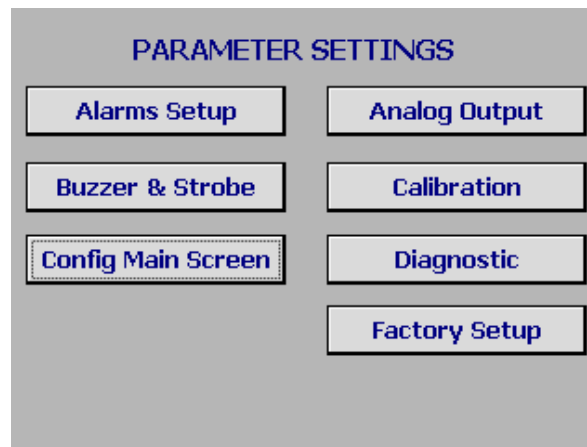 PARAMETER SETTINGS
Alarms Setup
Analog Output
Buzzer & Strobe
Calibration
Config Main Screen
Diagnostic
Factory Setup